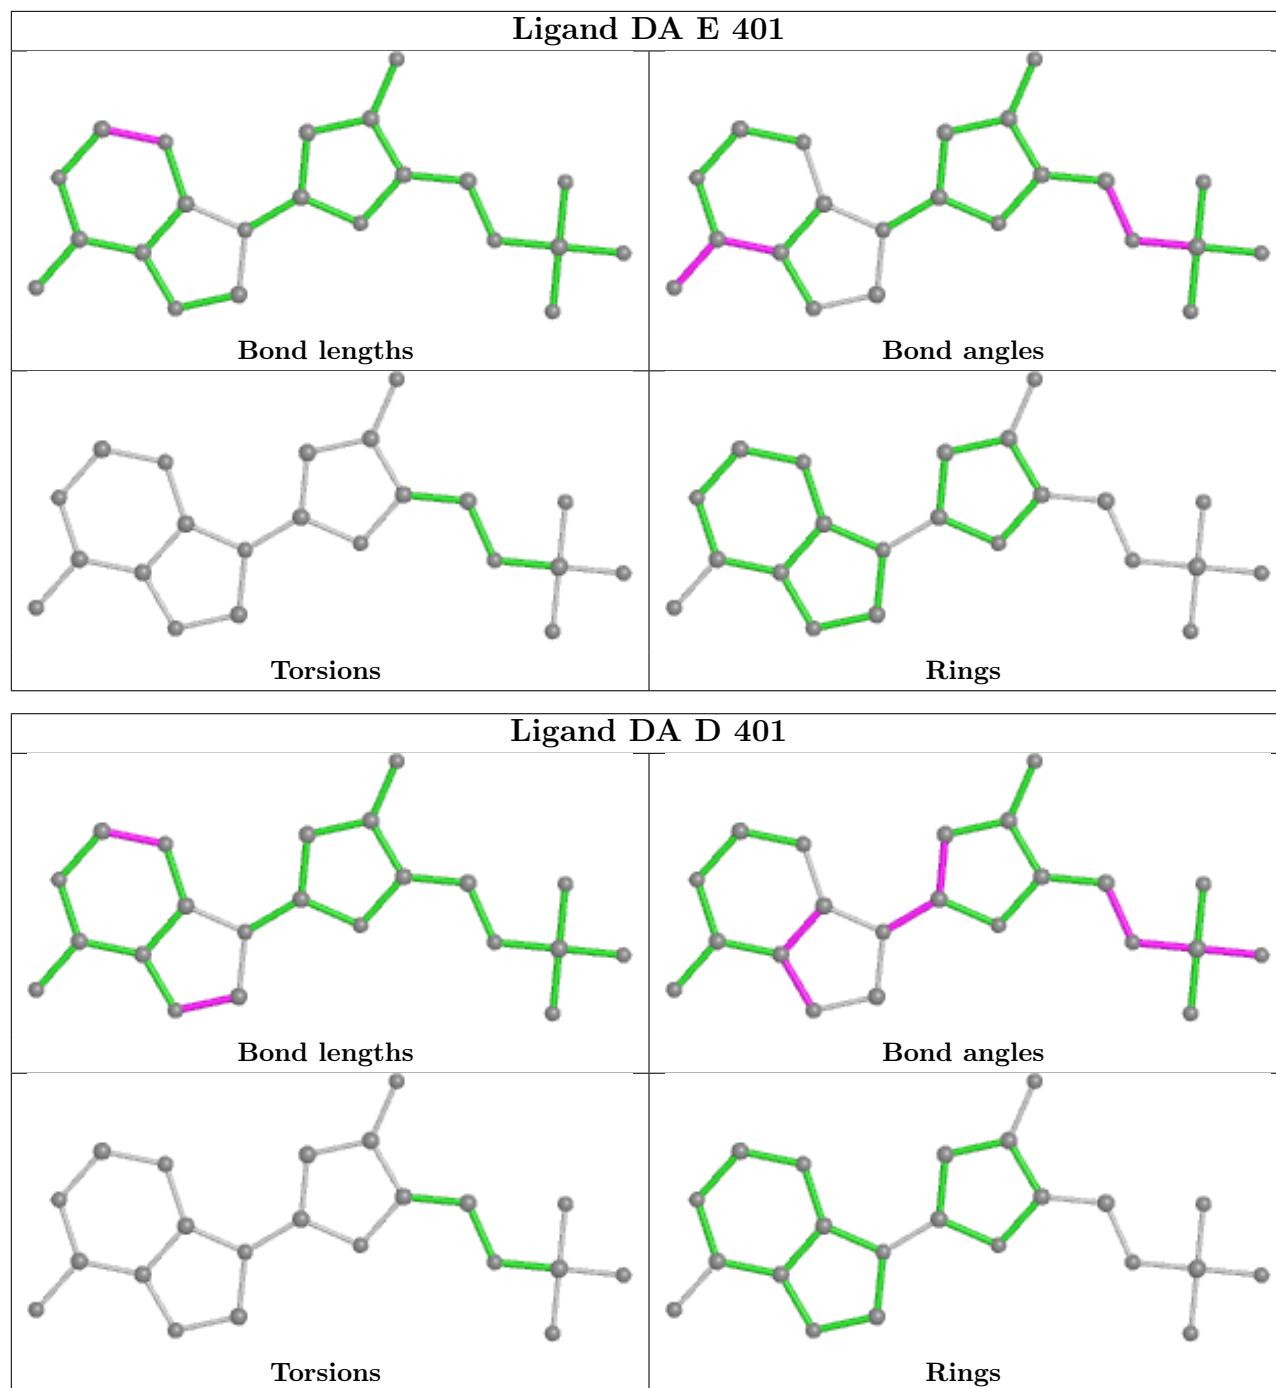 Ligand DA E 401
Bond lengths
Bond angles
Torsions
Rings
Ligand DA D 401
Bond lengths
Bond angles
Torsions
Rings